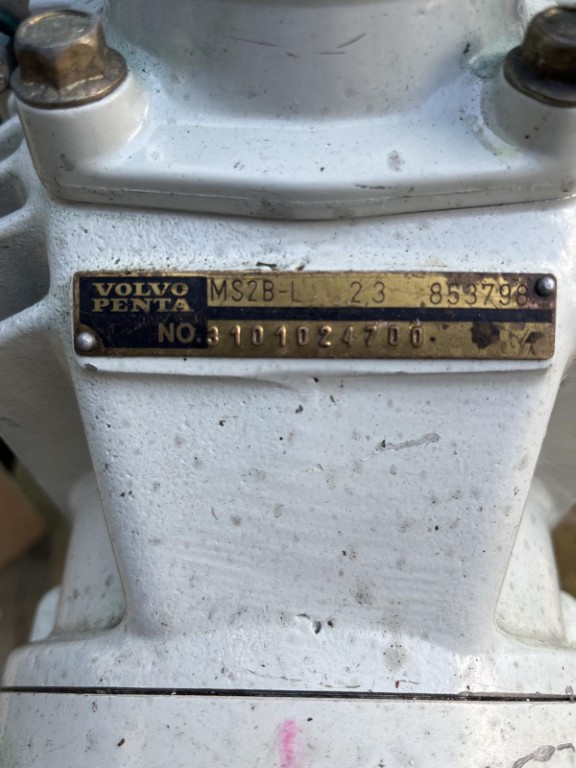 VOLVO PENTA MS2B-L 2,3 853798
NO. 3101024700